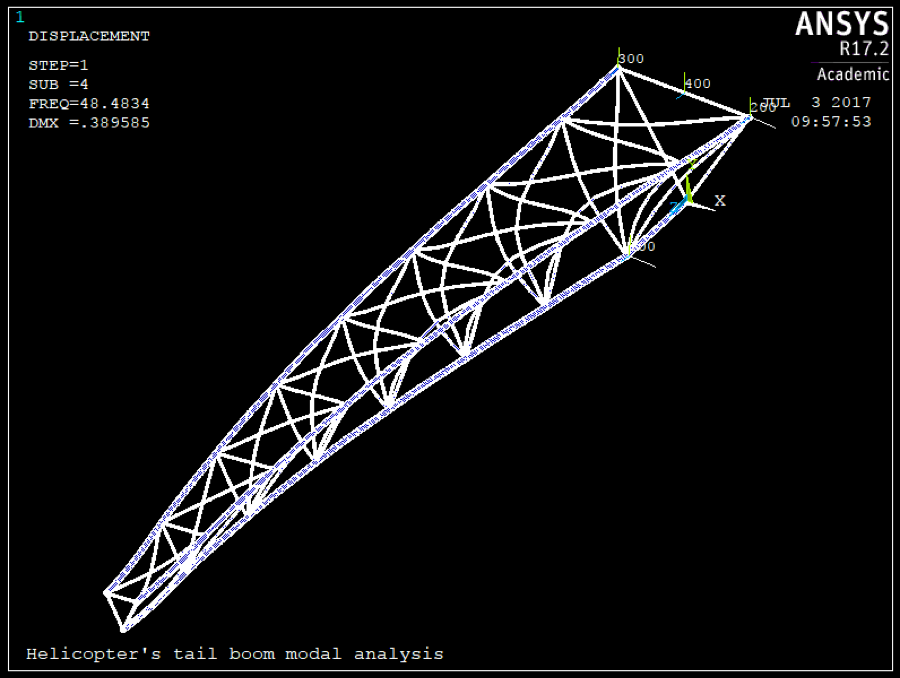 1
DISPLACEMENT
STEP=1
SUB =4
FREQ=48.4834
DMX =.389585
ANSYS
R17.2
Academic
JUL 3 2017
09:57:53
300
400
200
Y
X
Z
Helicopter's tail boom modal analysis